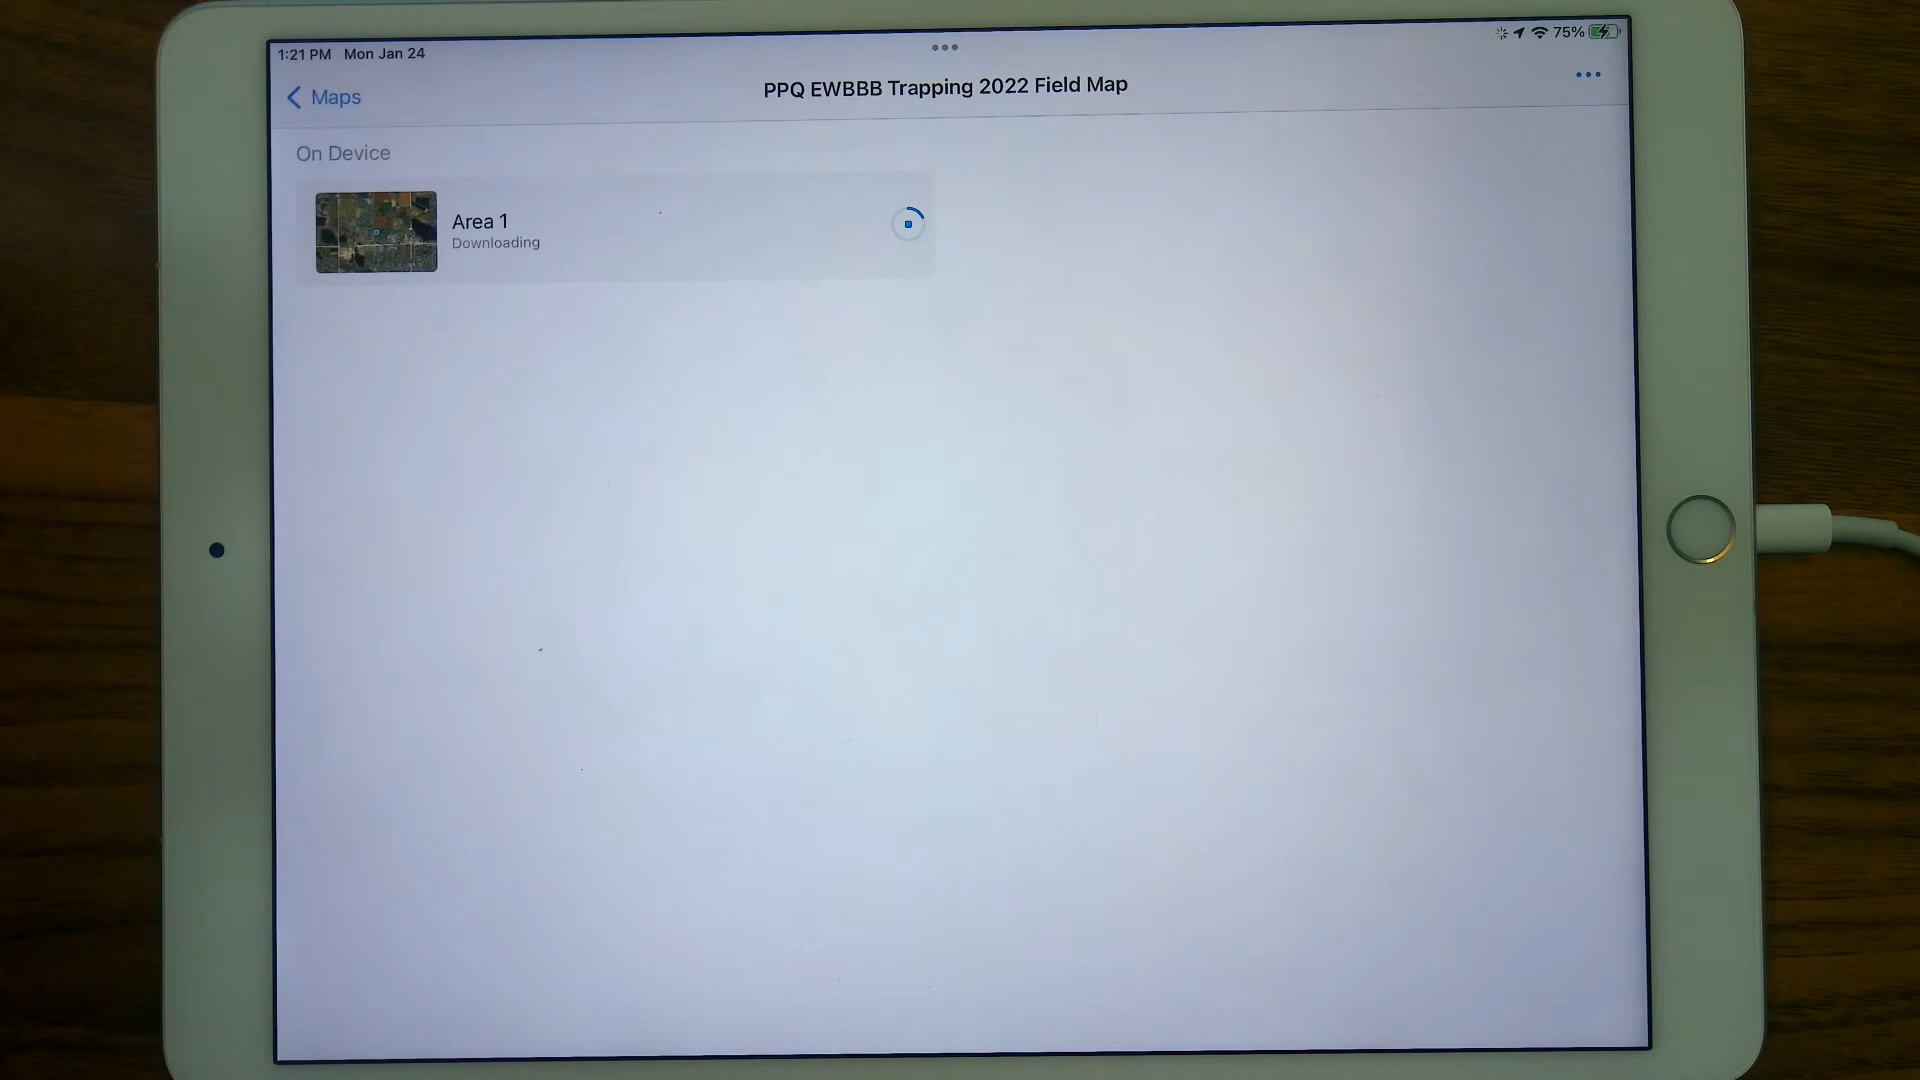 1:21 PM Mon Jan 24
75%
Maps
PPQ EWBBB Trapping 2022 Field Map
On Device
Area 1
Downloading